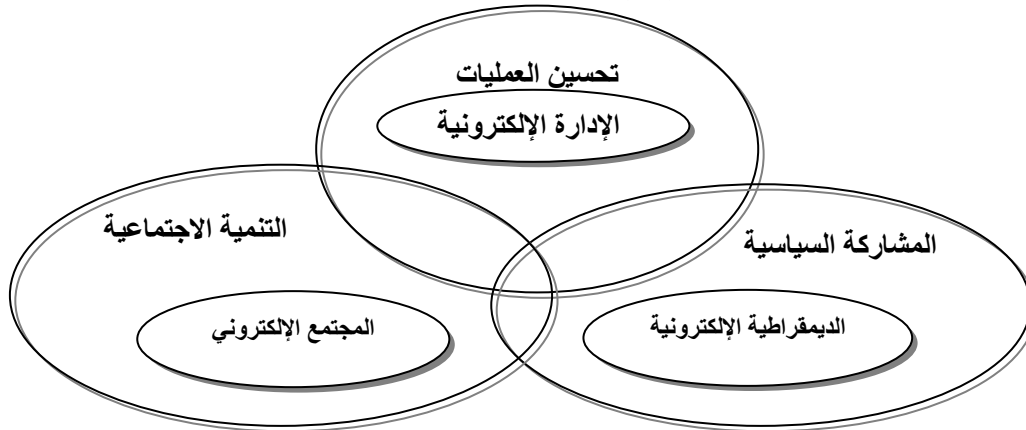 تحسين العمليات
الإدارة الإلكترونية
المشاركة السياسية
التنمية الاجتماعية
الديمقراطية الإلكترونية
المجتمع الإلكتروني